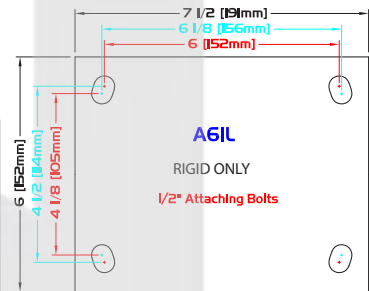 7 1/2 [191mm]
6 1/8 [156mm]
6 [152mm]
6 [152mm]
4 1/2 [114mm]
4 1/8 [105mm]
A61L
RIGID ONLY
1/2" Attaching Bolts